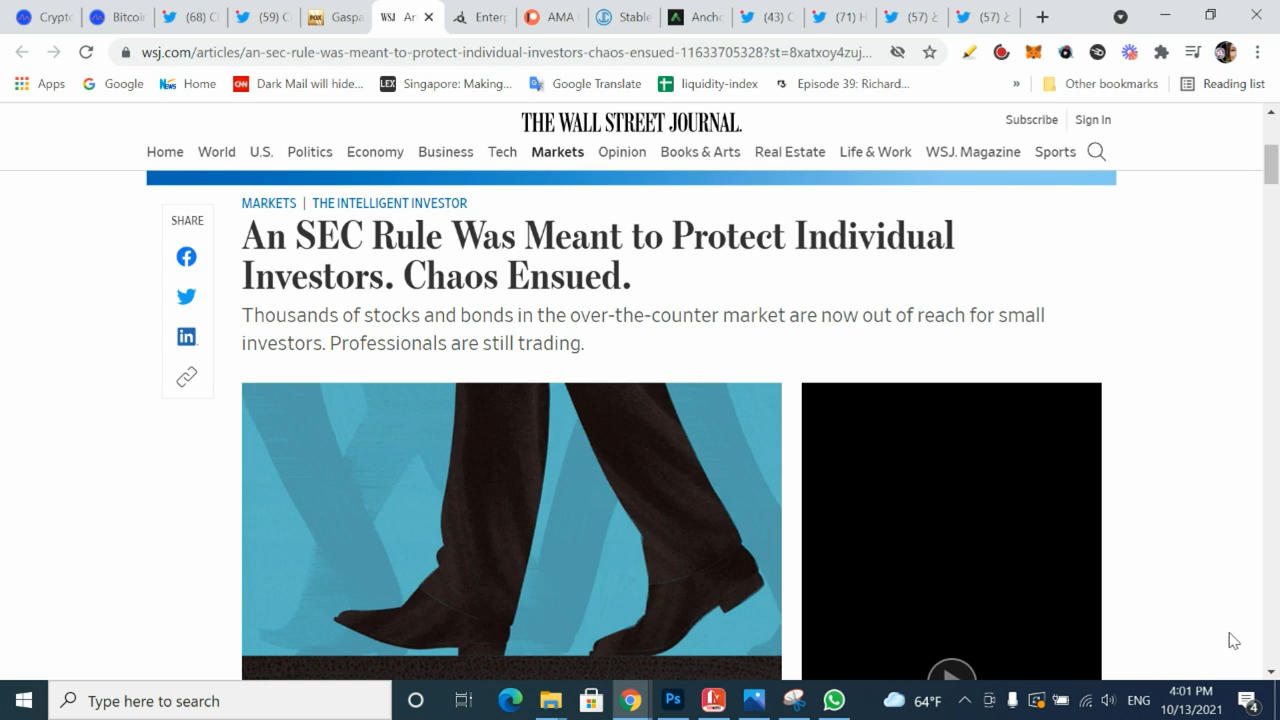 Crypto
Bitcoi
(68) C
(59) C
Gaspa
WSJ
Ar
Enterp
AMA
Stable
Ancho
(43) C
(71) H
(57)
(57)
wsj.com/articles/an-sec-rule-was-meant-to-protect-individual-investors-chaos-ensued-11633705328?st=8xatxoy4zuj...
Apps
Google
Home
Dark Mail will hide...
LEX
Singapore: Making...
Google Translate
liquidity-index
Episode 39: Richard...
»
Other bookmarks
Reading list
THE WALL STREET JOURNAL.
Subscribe | Sign In
Home World U.S. Politics Economy Business Tech Markets Opinion Books & Arts Real Estate Life & Work WSJ. Magazine Sports
SHARE
MARKETS | THE INTELLIGENT INVESTOR
An SEC Rule Was Meant to Protect Individual
Investors. Chaos Ensued.
Thousands of stocks and bonds in the over-the-counter market are now out of reach for small
investors. Professionals are still trading.
Type here to search
Ps
64°F
ENG
4:01 PM
10/13/2021
4